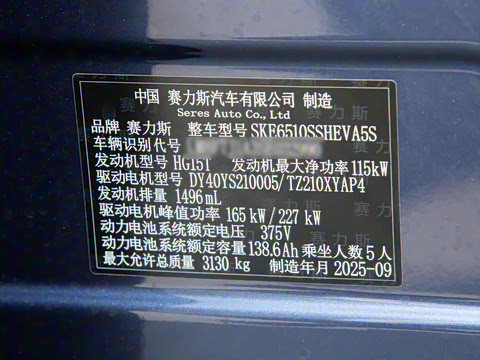 中国 赛力斯汽车有限公司 制造
Seres Auto Co., Ltd
品牌 赛力斯 整车型号 SKE6510SSHEVA5S
车辆识别代号
发动机型号 HG15T 发动机最大净功率 115kW
驱动电机型号 DY40YS210005/TZ210XYAP4
发动机排量 1496mL
驱动电机峰值功率 165 kW/227 kW
动力电池系统额定电压 375V
动力电池系统额定容量 138.6Ah 乘坐人数 5人
最大允许总质量 3130 kg 制造年月 2025-09